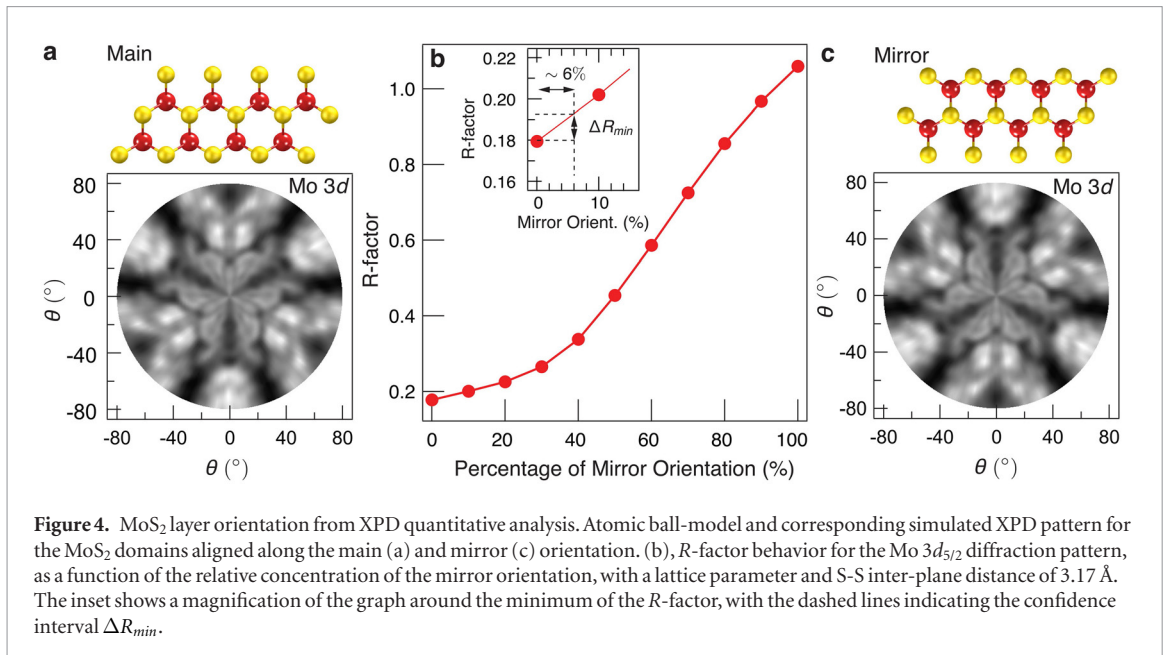 a Main
Mo 3d
80
40
0
-40
-80
θ (°)
-80 -40 0 40 80
θ (°)
b
R-factor
1.0
0.8
0.6
0.4
0.2
0 20 40 60 80 100
Percentage of Mirror Orientation (%)
R-factor
0.22
0.20
0.18
0.16
~ 6%
ΔRmin
0 10
Mirror Orient. (%)
c Mirror
Mo 3d
80
40
0
-40
-80
θ (°)
-80 -40 0 40 80
θ (°)
Figure 4. MoS₂ layer orientation from XPD quantitative analysis. Atomic ball-model and corresponding simulated XPD pattern for
the MoS₂ domains aligned along the main (a) and mirror (c) orientation. (b), R-factor behavior for the Mo 3d5/2 diffraction pattern,
as a function of the relative concentration of the mirror orientation, with a lattice parameter and S-S inter-plane distance of 3.17 Å.
The inset shows a magnification of the graph around the minimum of the R-factor, with the dashed lines indicating the confidence
interval ΔRmin.